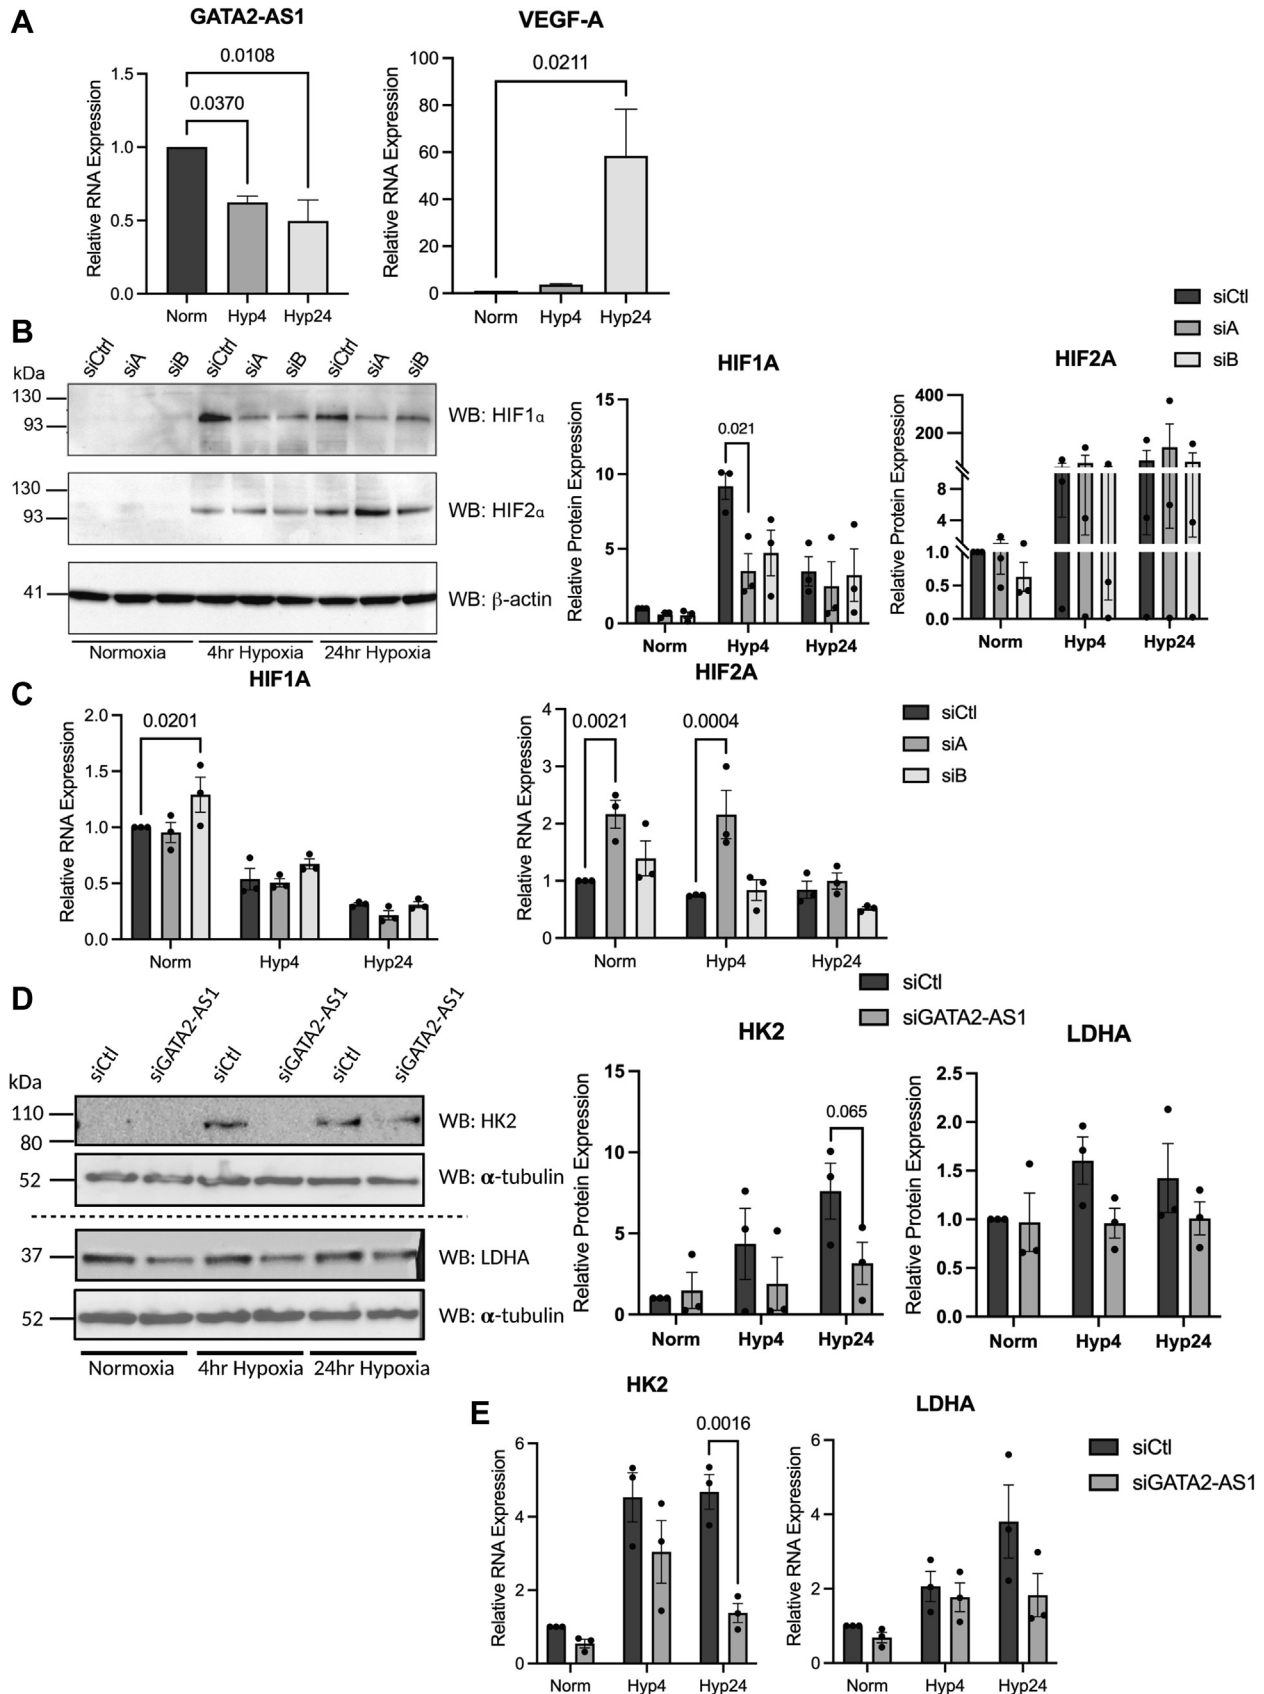 A
GATA2-AS1
Relative RNA Expression
1.5
1.0
0.5
0.0
0.0108
0.0370
Norm Hyp4 Hyp24
VEGF-A
Relative RNA Expression
100
80
60
40
20
0
0.0211
Norm Hyp4 Hyp24
siCtl
siA
siB
B
kDa
siCtrl siA siB siCtrl siA siB siCtrl siA siB
130
93
WB: HIF1α
130
93
WB: HIF2α
41
WB: β-actin
Normoxia 4hr Hypoxia 24hr Hypoxia
HIF1A
Relative Protein Expression
15
10
5
0
0.021
Norm Hyp4 Hyp24
HIF2A
Relative Protein Expression
400
200
8
4
1.0
0.5
0.0
Norm Hyp4 Hyp24
C
HIF1A
Relative RNA Expression
2.0
1.5
1.0
0.5
0.0
0.0201
Norm Hyp4 Hyp24
HIF2A
Relative RNA Expression
4
3
2
1
0
0.0021 0.0004
Norm Hyp4 Hyp24
siCtl
siA
siB
D
kDa
siCtl siGATA2-AS1 siCtl siGATA2-AS1 siCtl siGATA2-AS1
110
80
WB: HK2
52
WB: α-tubulin
37
WB: LDHA
52
WB: α-tubulin
Normoxia 4hr Hypoxia 24hr Hypoxia
siCtl
siGATA2-AS1
HK2
Relative Protein Expression
15
10
5
0
0.065
Norm Hyp4 Hyp24
LDHA
Relative Protein Expression
2.5
2.0
1.5
1.0
0.5
0.0
Norm Hyp4 Hyp24
E
HK2
Relative RNA Expression
6
4
2
0
0.0016
Norm Hyp4 Hyp24
LDHA
Relative RNA Expression
6
4
2
0
Norm Hyp4 Hyp24
siCtl
siGATA2-AS1